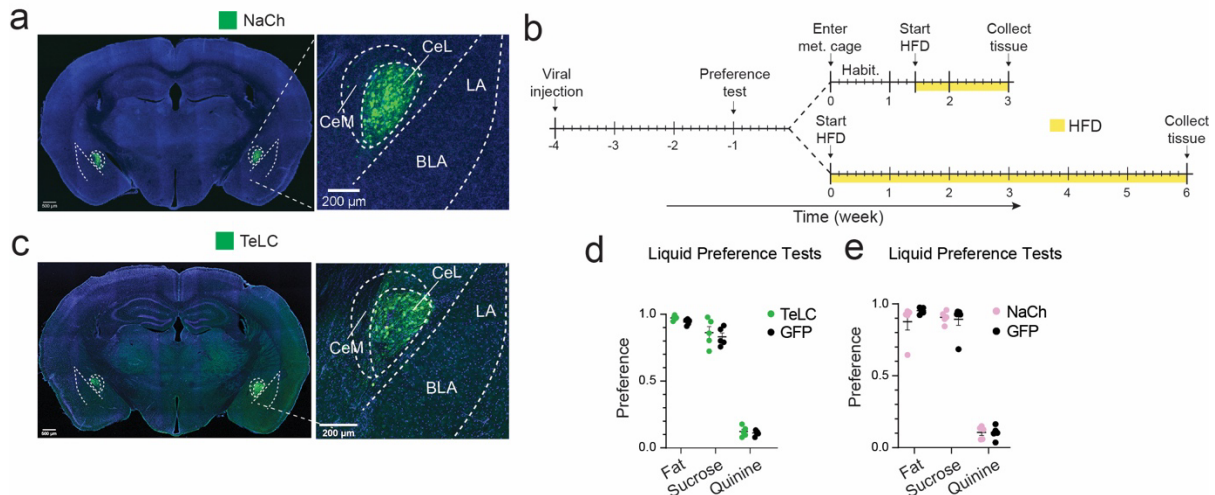 a
NaCh
CeL
LA
CeM
BLA
200 µm
500 µm
b
Viral
injection
Preference
test
Enter
met. cage
Start
HFD
Collect
tissue
Habit.
0
1
2
3
-4
-3
-2
-1
Start
HFD
HFD
Collect
tissue
0
1
2
3
4
5
6
Time (week)
c
TeLC
CeL
LA
CeM
BLA
200 µm
500 µm
d
Liquid Preference Tests
TeLC
GFP
Preference
1.0
0.5
0.0
Fat
Sucrose
Quinine
e
Liquid Preference Tests
NaCh
GFP
Preference
1.0
0.5
0.0
Fat
Sucrose
Quinine